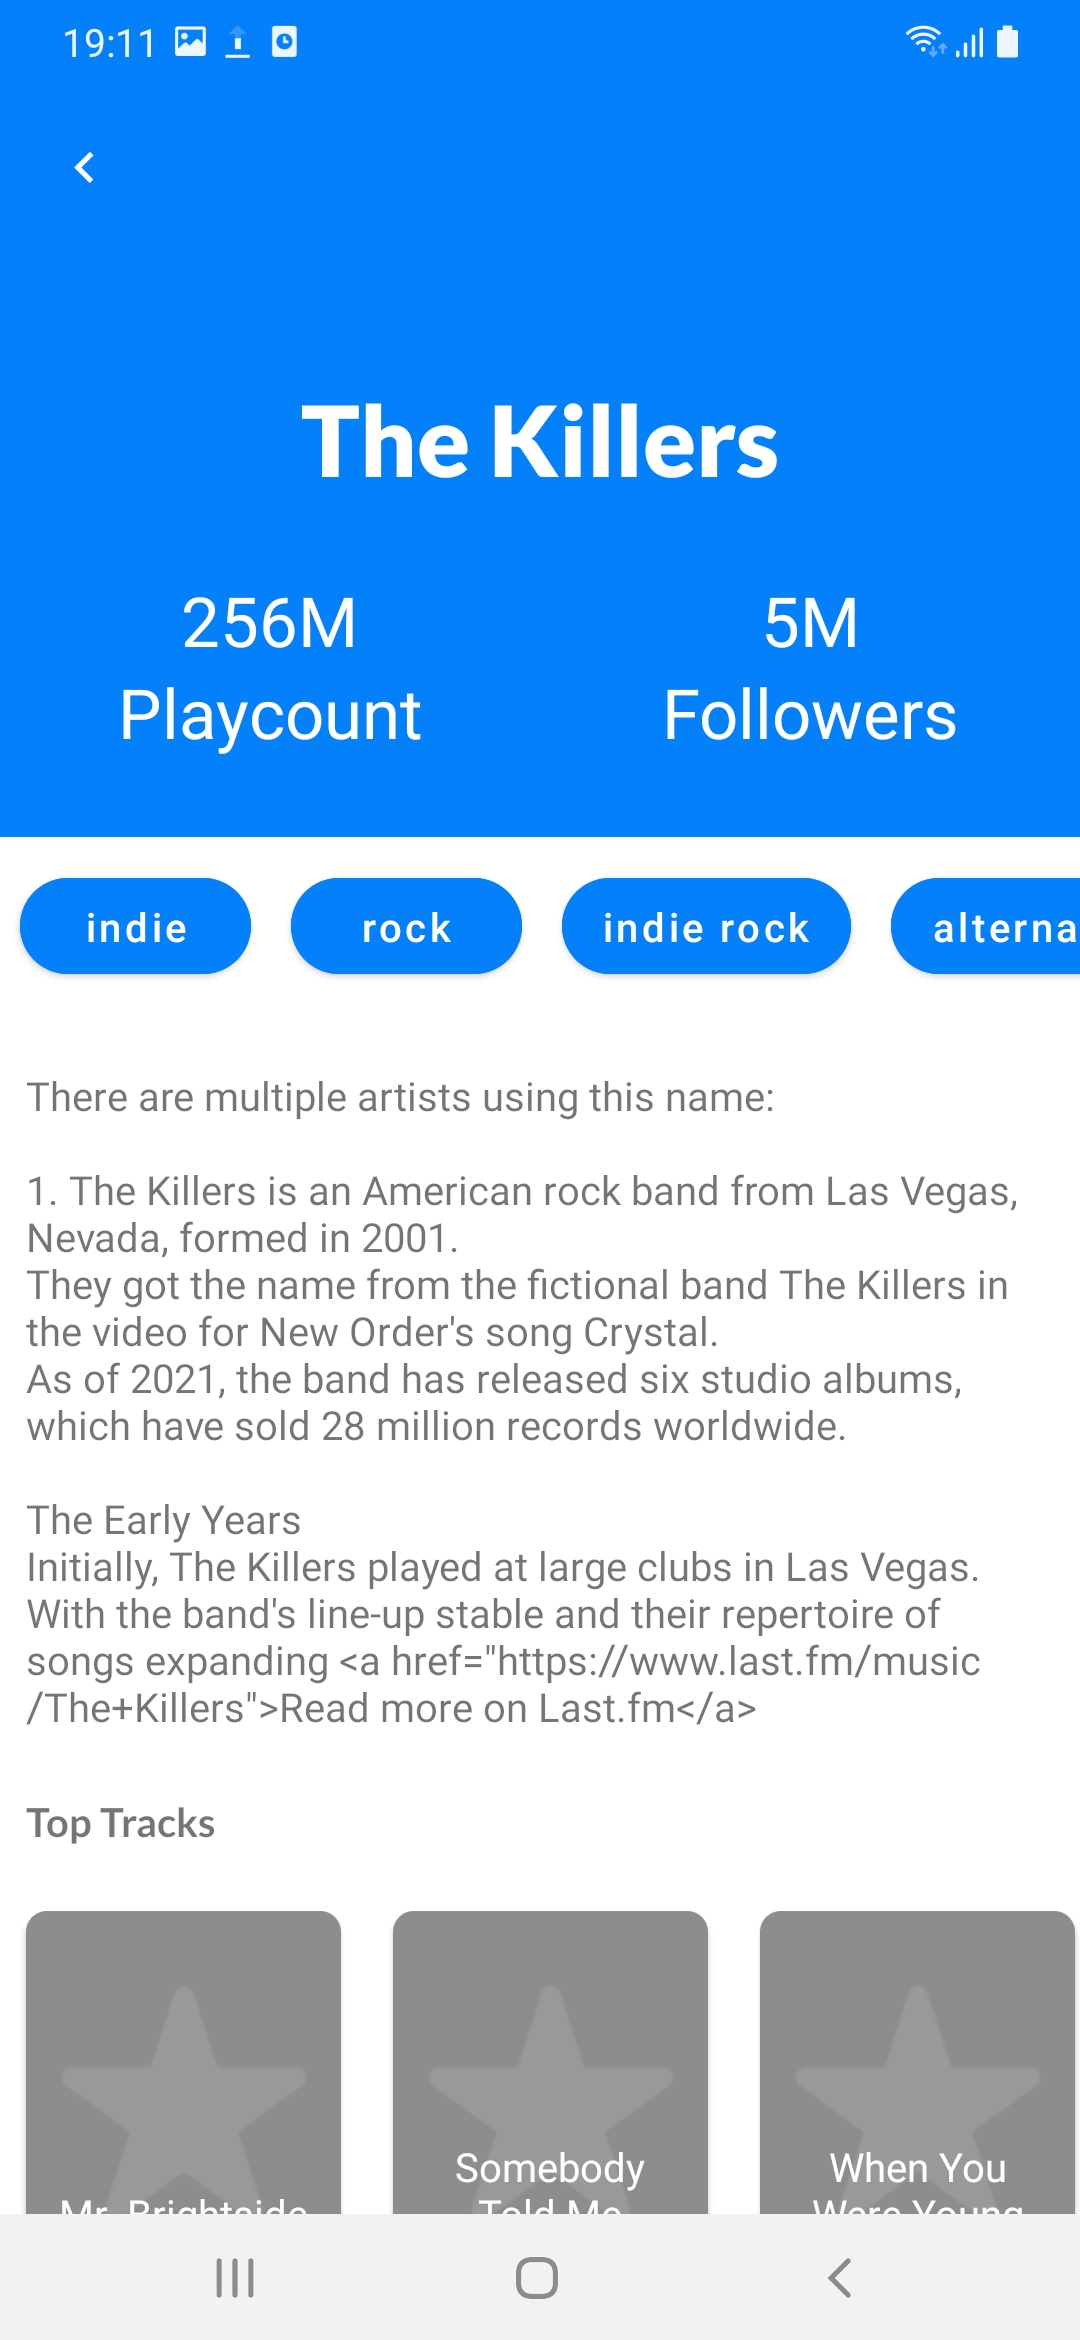 19:11
The Killers
256M
Playcount
5M
Followers
indie
rock
indie rock
alterna
There are multiple artists using this name:
1. The Killers is an American rock band from Las Vegas,
Nevada, formed in 2001.
They got the name from the fictional band The Killers in
the video for New Order's song Crystal.
As of 2021, the band has released six studio albums,
which have sold 28 million records worldwide.
The Early Years
Initially, The Killers played at large clubs in Las Vegas.
With the band's line-up stable and their repertoire of
songs expanding <a href="https://www.last.fm/music
/The+Killers">Read more on Last.fm</a>
Top Tracks
Mr. Brightside
Somebody
Told Me
When You
Were Young